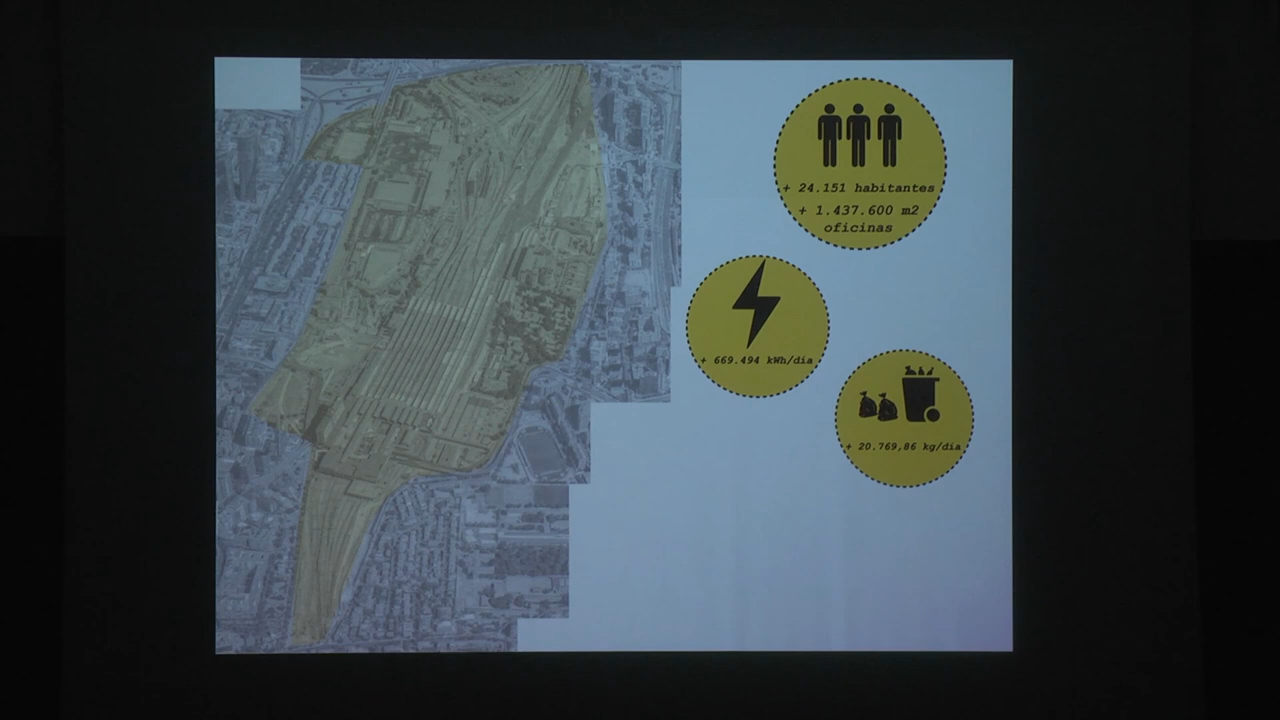 + 24.151 habitantes
+ 1.437.600 m2
oficinas
+ 669.494 kWh/dia
+ 20.769,86 kg/dia